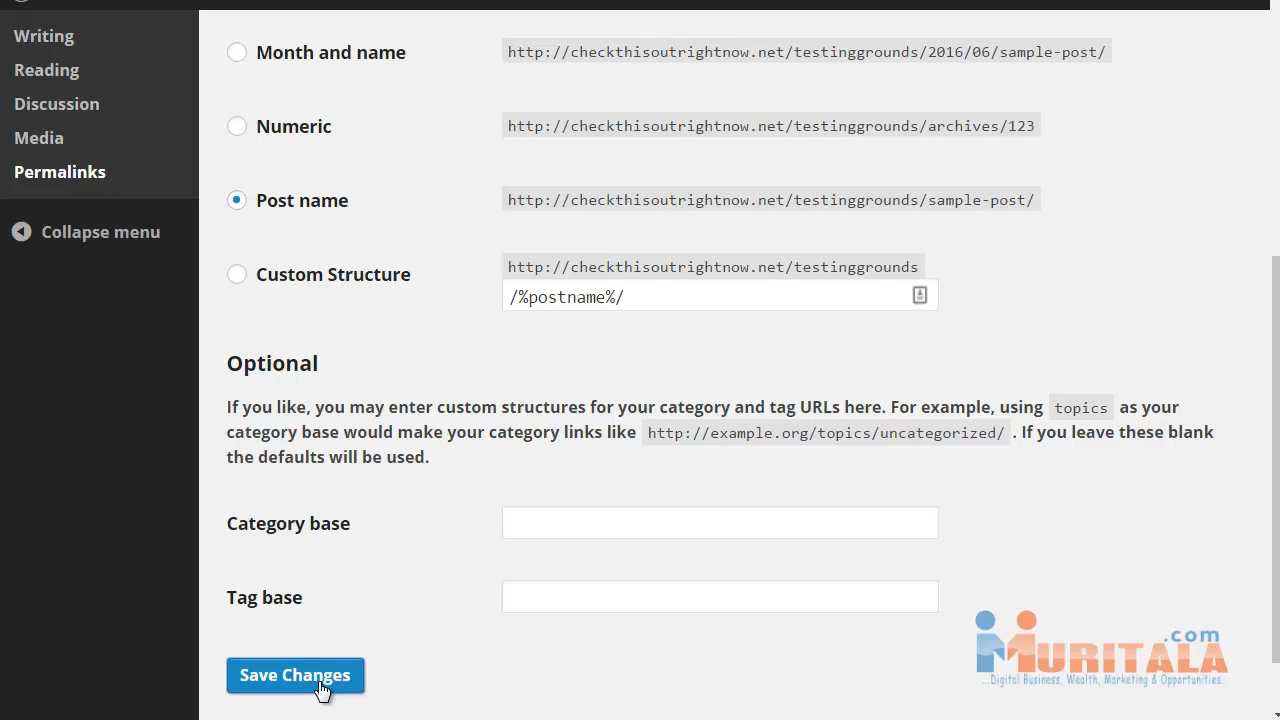 Writing
Reading
Discussion
Media
Permalinks
Collapse menu
Month and name http://checkthisoutrightnow.net/testinggrounds/2016/06/sample-post/
Numeric http://checkthisoutrightnow.net/testinggrounds/archives/123
Post name http://checkthisoutrightnow.net/testinggrounds/sample-post/
Custom Structure http://checkthisoutrightnow.net/testinggrounds
/%postname%/
Optional
If you like, you may enter custom structures for your category and tag URLs here. For example, using topics as your
category base would make your category links like http://example.org/topics/uncategorized/ . If you leave these blank
the defaults will be used.
Category base
Tag base
Save Changes
.com
iMURITALA
...Digital Business, Wealth, Marketing & Opportunities.